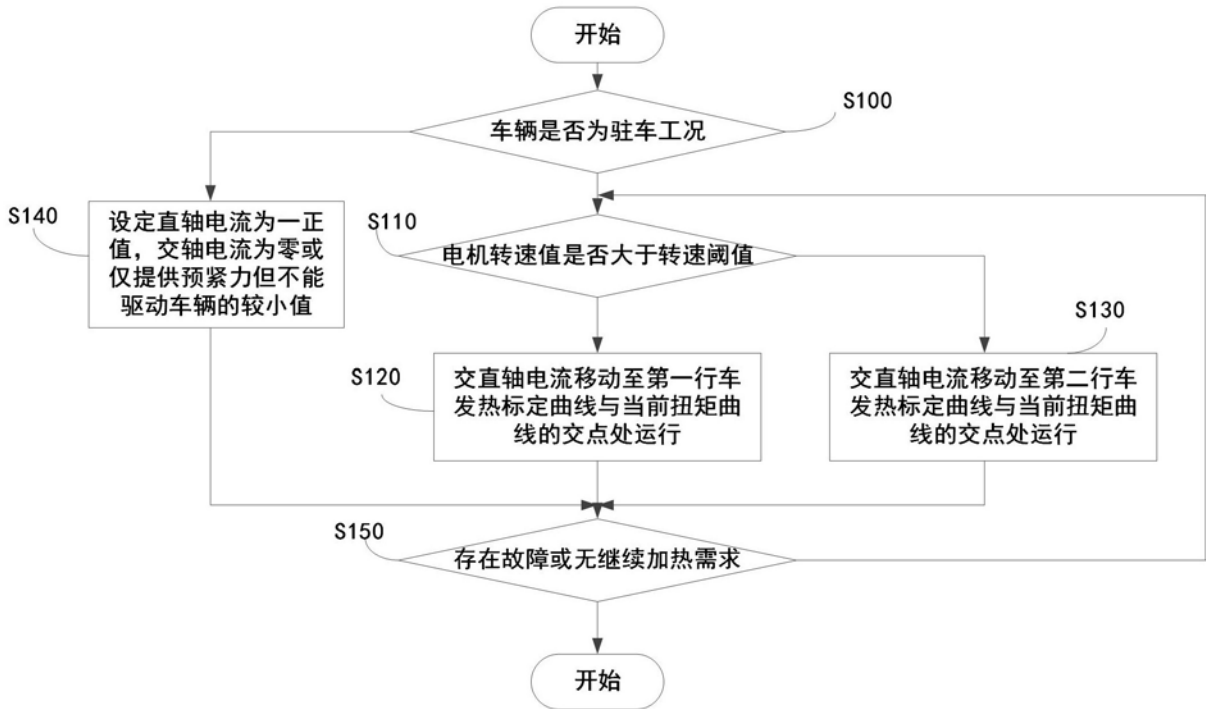 开始
S100
车辆是否为驻车工况
S140
设定直轴电流为一正
值，交轴电流为零或
仅提供预紧力但不能
驱动车辆的较小值
S110
电机转速值是否大于转速阈值
S120
交直轴电流移动至第一行车
发热标定曲线与当前扭矩曲
线的交点处运行
S130
交直轴电流移动至第二行车
发热标定曲线与当前扭矩曲
线的交点处运行
S150
存在故障或无继续加热需求
开始